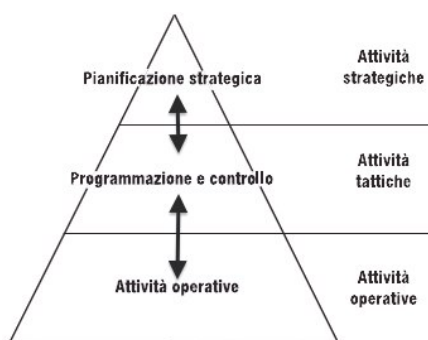 Pianificazione strategica
Attività
strategiche
Programmazione e controllo
Attività
tattiche
Attività operative
Attività
operative